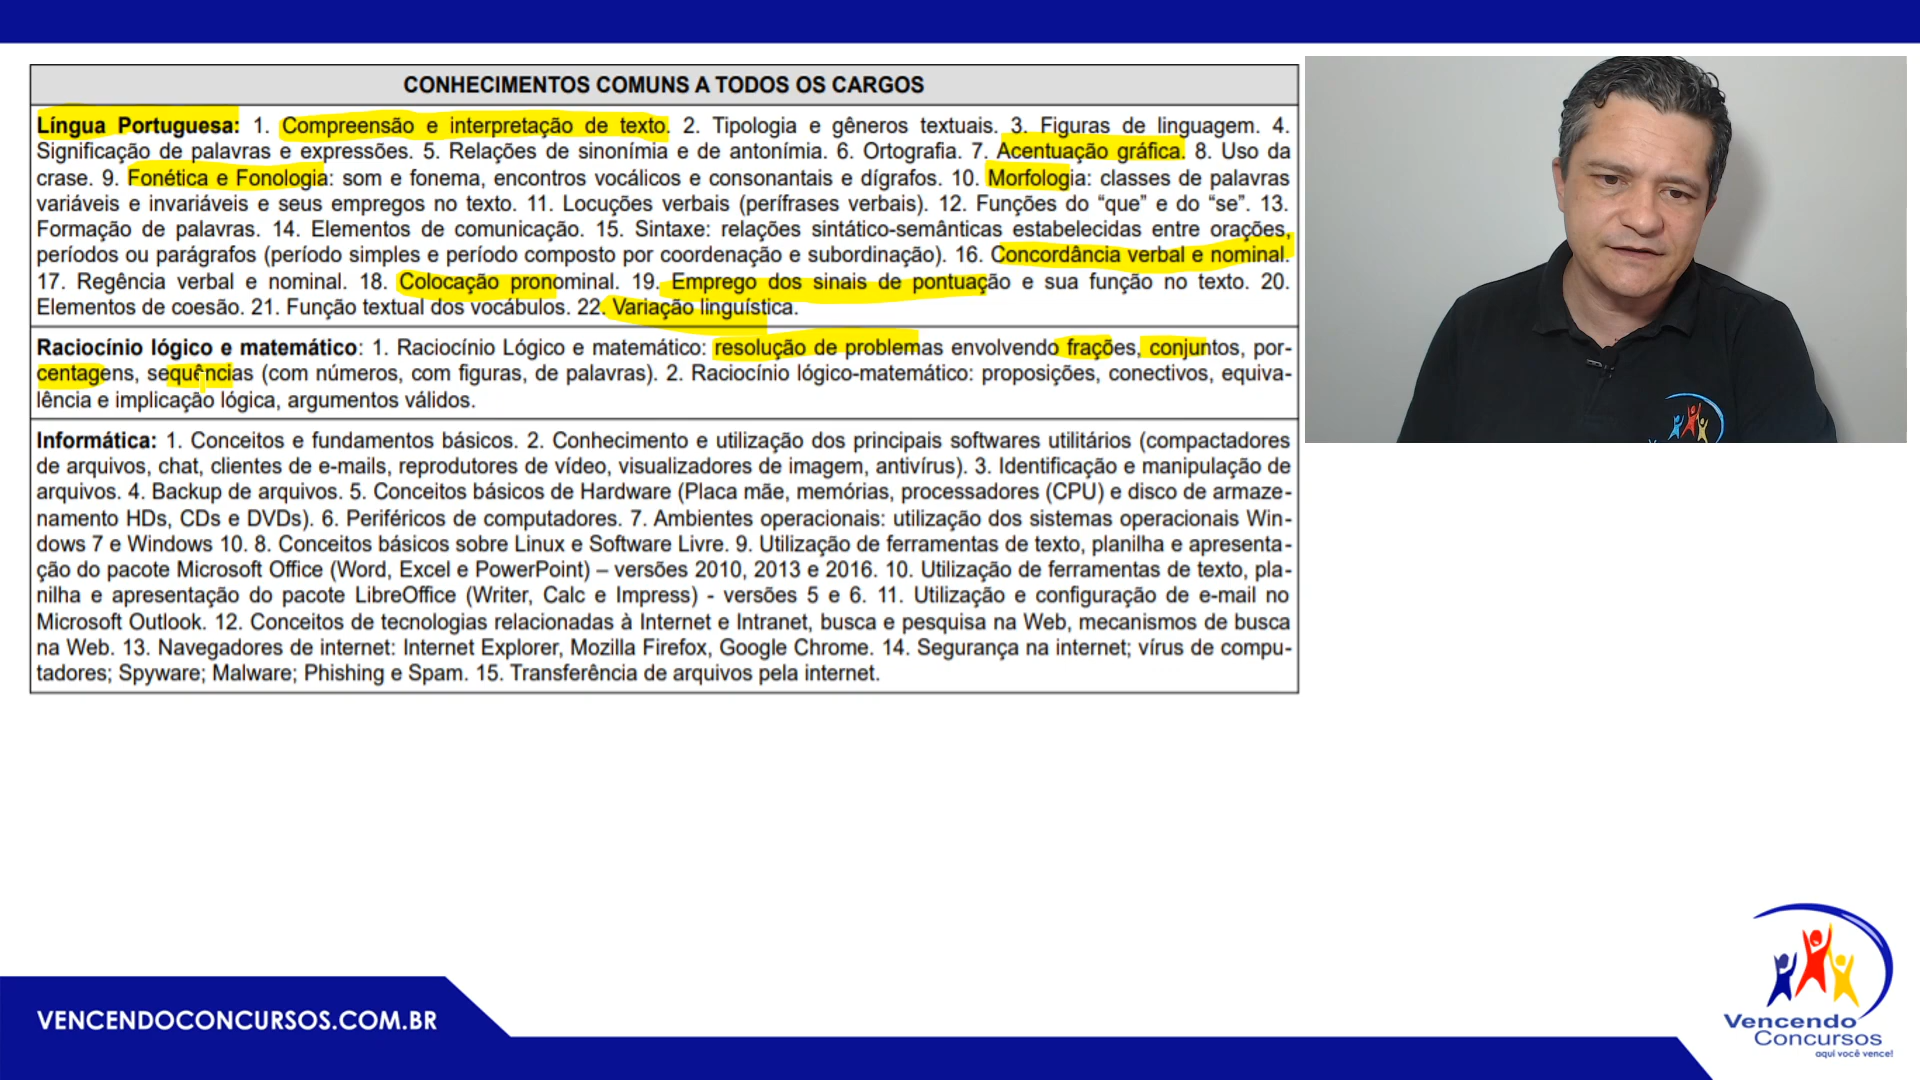 CONHECIMENTOS COMUNS A TODOS OS CARGOS
Língua Portuguesa: 1. Compreensão e interpretação de texto. 2. Tipologia e gêneros textuais. 3. Figuras de linguagem. 4.
Significação de palavras e expressões. 5. Relações de sinonímia e de antonímia. 6. Ortografia. 7. Acentuação gráfica. 8. Uso da
crase. 9. Fonética e Fonologia: som e fonema, encontros vocálicos e consonantais e dígrafos. 10. Morfologia: classes de palavras
variáveis e invariáveis e seus empregos no texto. 11. Locuções verbais (perífrases verbais). 12. Funções do “que” e do “se”. 13.
Formação de palavras. 14. Elementos de comunicação. 15. Sintaxe: relações sintático-semânticas estabelecidas entre orações,
períodos ou parágrafos (período simples e período composto por coordenação e subordinação). 16. Concordância verbal e nominal.
17. Regência verbal e nominal. 18. Colocação pronominal. 19. Emprego dos sinais de pontuação e sua função no texto. 20.
Elementos de coesão. 21. Função textual dos vocábulos. 22. Variação linguística.
Raciocínio lógico e matemático: 1. Raciocínio Lógico e matemático: resolução de problemas envolvendo frações, conjuntos, por-
centagens, sequências (com números, com figuras, de palavras). 2. Raciocínio lógico-matemático: proposições, conectivos, equiva-
lência e implicação lógica, argumentos válidos.
Informática: 1. Conceitos e fundamentos básicos. 2. Conhecimento e utilização dos principais softwares utilitários (compactadores
de arquivos, chat, clientes de e-mails, reprodutores de vídeo, visualizadores de imagem, antivírus). 3. Identificação e manipulação de
arquivos. 4. Backup de arquivos. 5. Conceitos básicos de Hardware (Placa mãe, memórias, processadores (CPU) e disco de armaze-
namento HDs, CDs e DVDs). 6. Periféricos de computadores. 7. Ambientes operacionais: utilização dos sistemas operacionais Win-
dows 7 e Windows 10. 8. Conceitos básicos sobre Linux e Software Livre. 9. Utilização de ferramentas de texto, planilha e apresenta-
ção do pacote Microsoft Office (Word, Excel e PowerPoint) – versões 2010, 2013 e 2016. 10. Utilização de ferramentas de texto, pla-
nilha e apresentação do pacote LibreOffice (Writer, Calc e Impress) - versões 5 e 6. 11. Utilização e configuração de e-mail no
Microsoft Outlook. 12. Conceitos de tecnologias relacionadas à Internet e Intranet, busca e pesquisa na Web, mecanismos de busca
na Web. 13. Navegadores de internet: Internet Explorer, Mozilla Firefox, Google Chrome. 14. Segurança na internet; vírus de compu-
tadores; Spyware; Malware; Phishing e Spam. 15. Transferência de arquivos pela internet.
VENCENDOCONCURSOS.COM.BR
Vencendo
Concursos
aqui você vence!